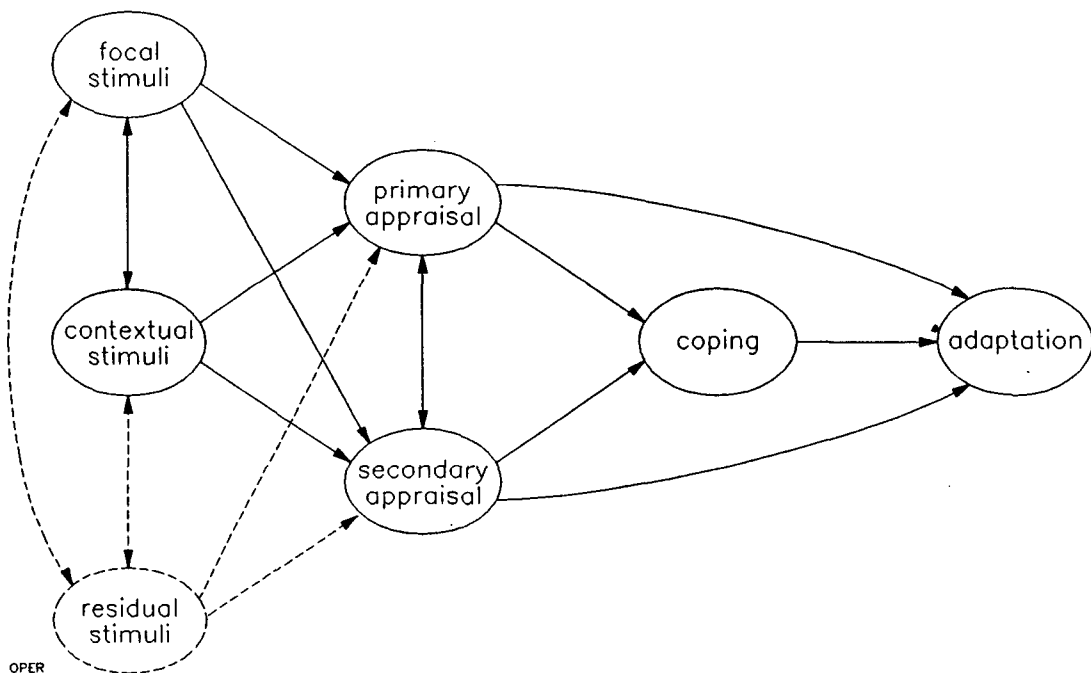 focal
stimuli
primary
appraisal
contextual
stimuli
coping
adaptation
secondary
appraisal
residual
stimuli
OPER